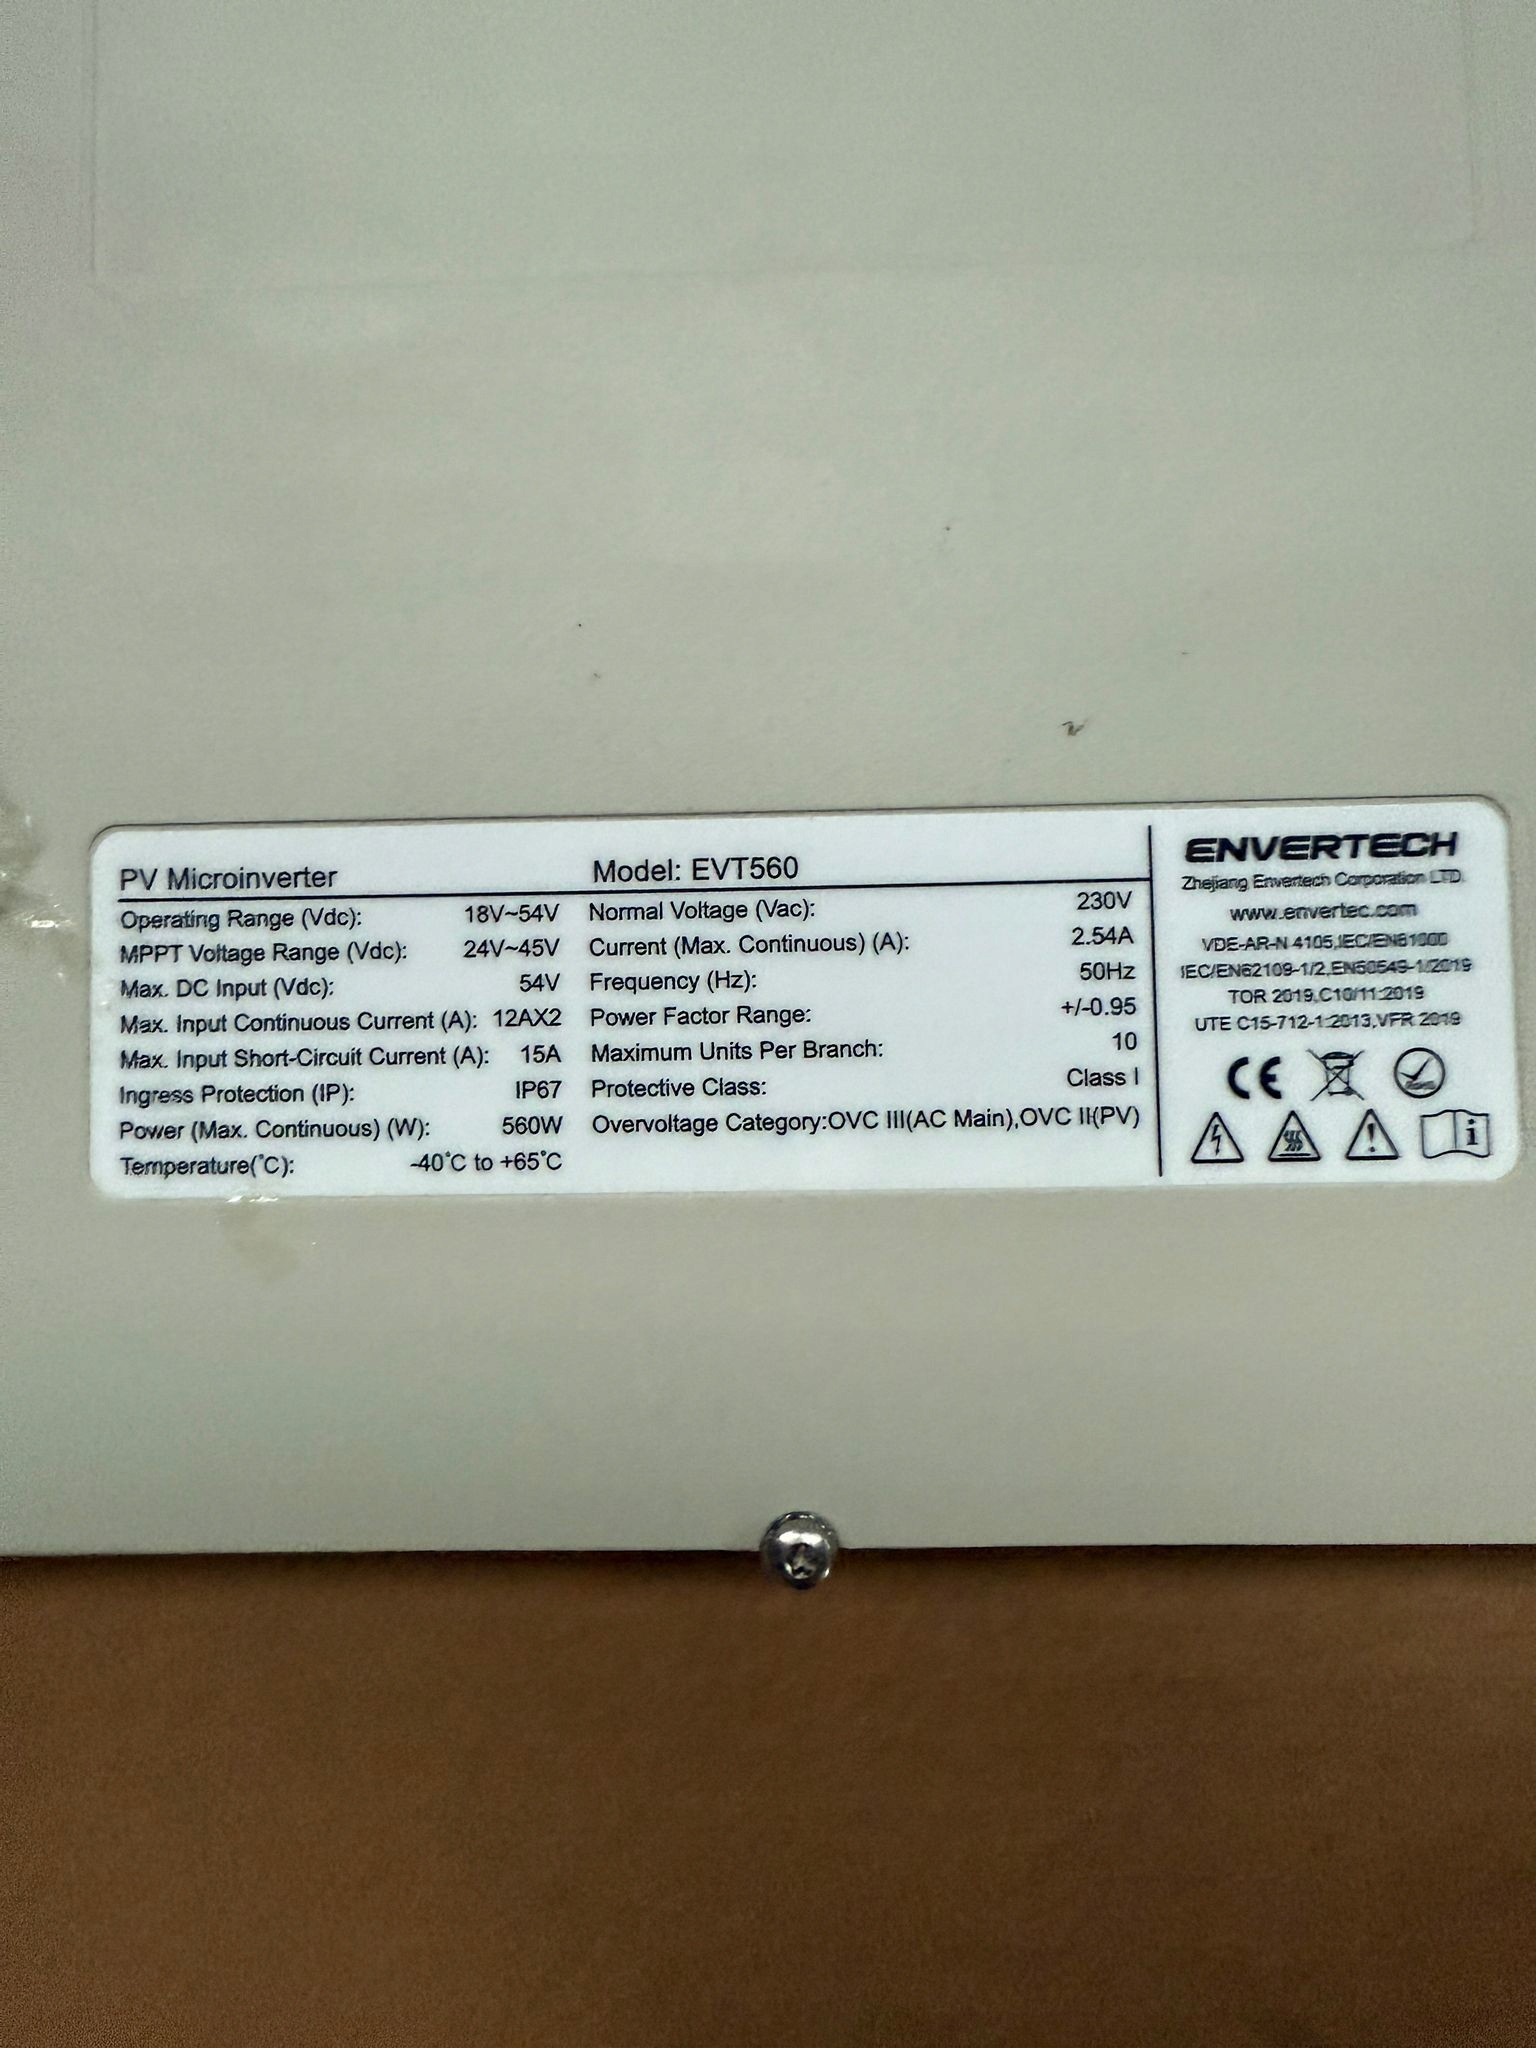 PV Microinverter Model: EVT560
Operating Range (Vdc): 18V~54V
MPPT Voltage Range (Vdc): 24V~45V
Max. DC Input (Vdc): 54V
Max. Input Continuous Current (A): 12AX2
Max. Input Short-Circuit Current (A): 15A
Ingress Protection (IP): IP67
Power (Max. Continuous) (W): 560W
Temperature(°C): -40°C to +65°C
Normal Voltage (Vac): 230V
Current (Max. Continuous) (A): 2.54A
Frequency (Hz): 50Hz
Power Factor Range: +/-0.95
Maximum Units Per Branch: 10
Protective Class: Class I
Overvoltage Category:OVC III(AC Main),OVC II(PV)
ENVERTECH
Zhejiang Envertech Corporation LTD.
www.envertec.com
VDE-AR-N 4105,IEC/EN61000
IEC/EN62109-1/2,EN50549-1/2019
TOR 2019,C10/11:2019
UTE C15-712-1:2013,VFR 2019
CE
i